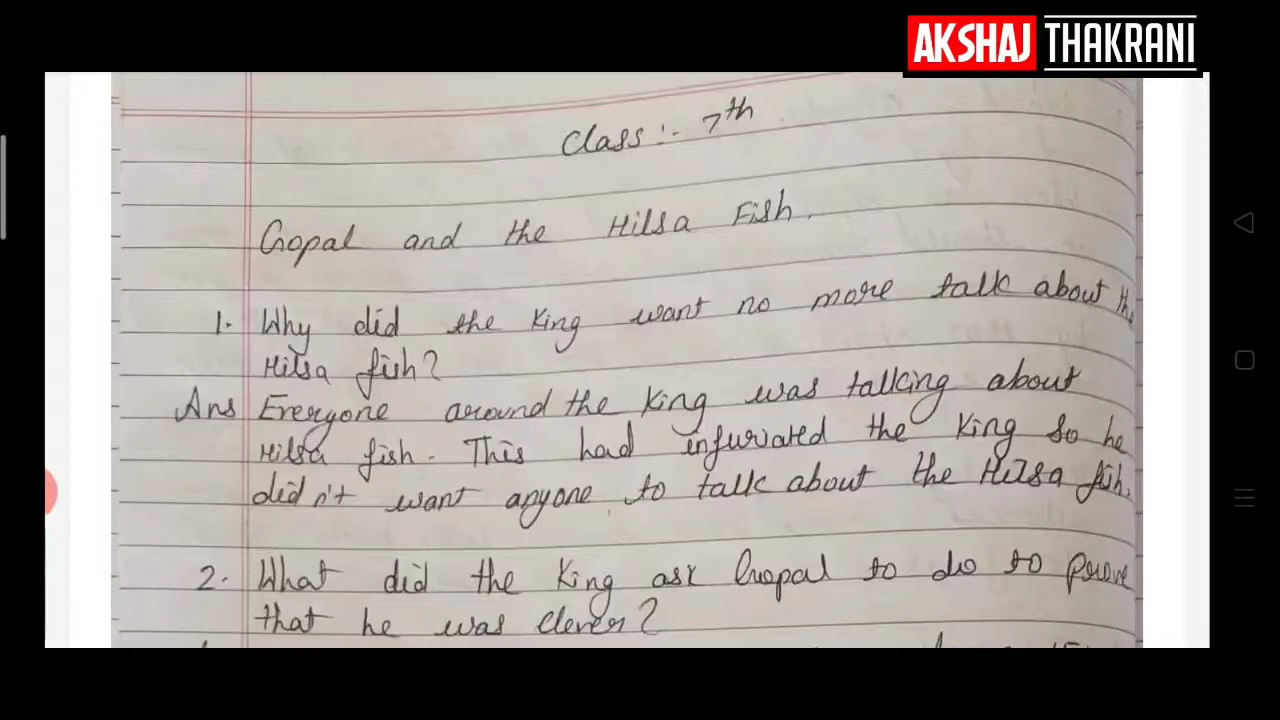 AKSHAJ THAKRANI
Class :- 7th
Gopal and the Hilsa Fish.
1. Why did the King want no more talk about the
Hilsa fish?
Ans Everyone around the King was talking about
Hilsa fish. This had infuriated the King so he
didn't want anyone to talk about the Hilsa fish.
2. What did the King ask Gopal to do to prove
that he was clever?